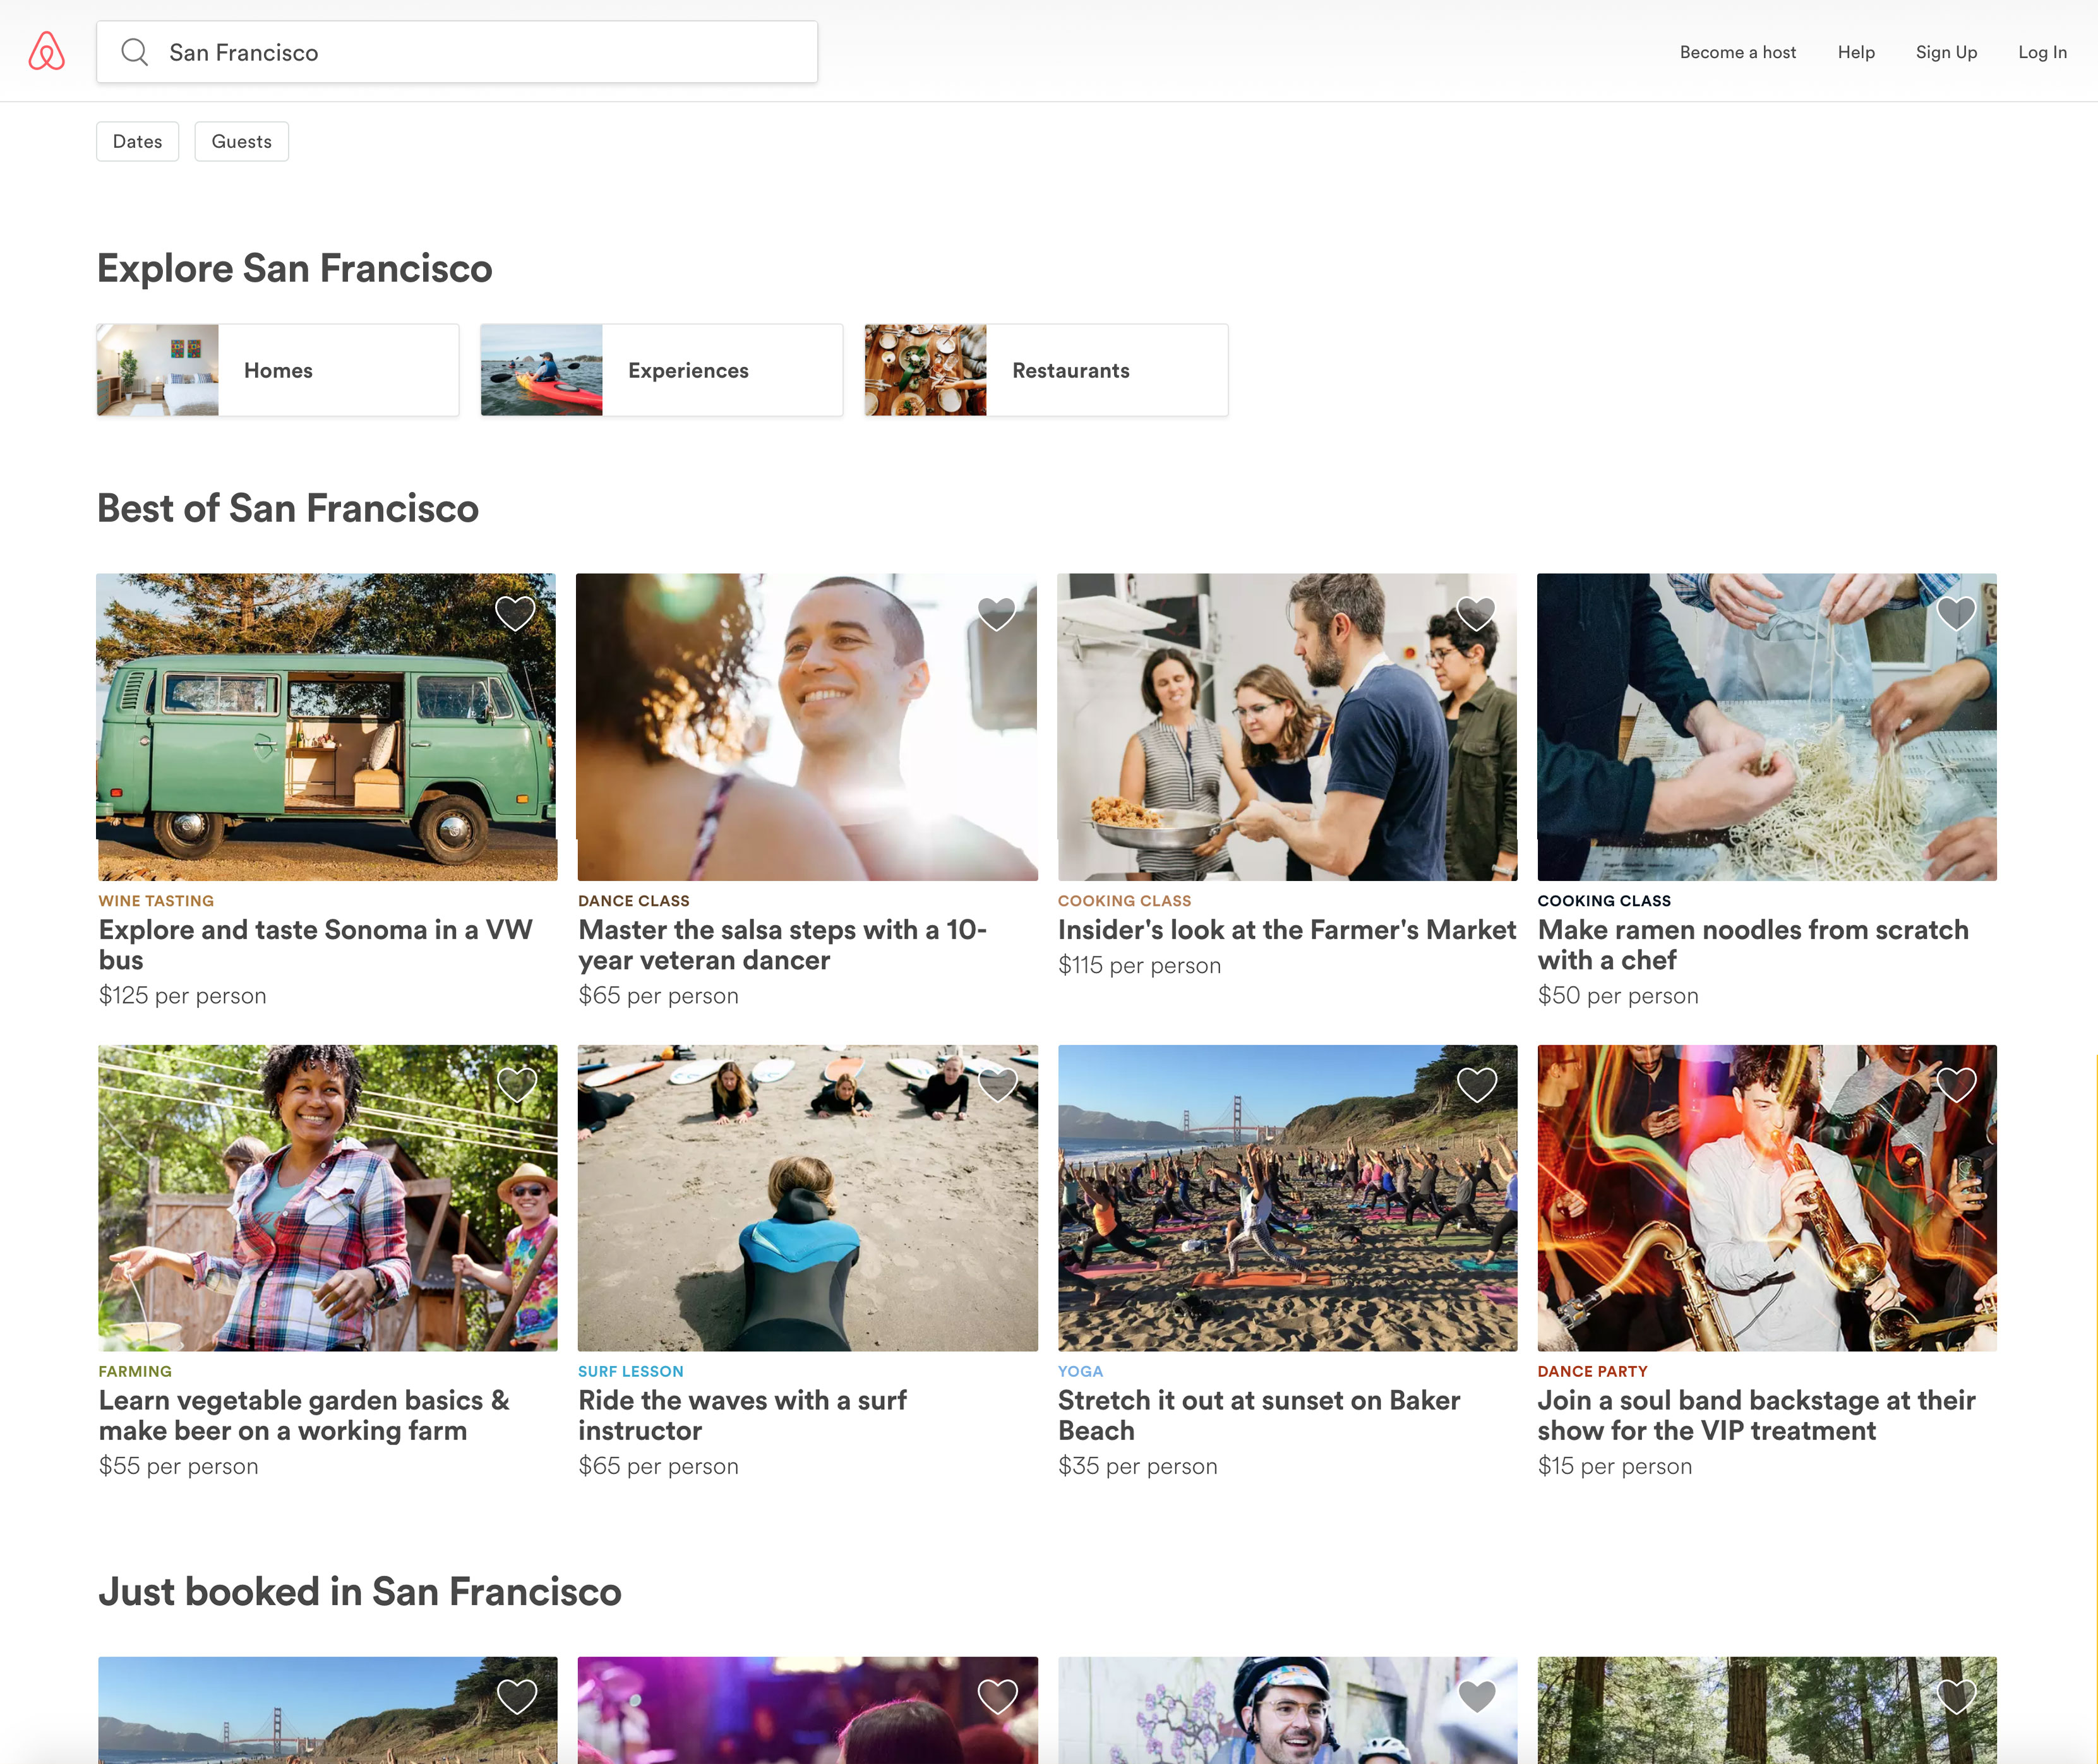 San Francisco
Become a host
Help
Sign Up
Log In
Dates
Guests
Explore San Francisco
Homes
Experiences
Restaurants
Best of San Francisco
WINE TASTING
Explore and taste Sonoma in a VW
bus
$125 per person
DANCE CLASS
Master the salsa steps with a 10-
year veteran dancer
$65 per person
COOKING CLASS
Insider's look at the Farmer's Market
$115 per person
COOKING CLASS
Make ramen noodles from scratch
with a chef
$50 per person
FARMING
Learn vegetable garden basics &
make beer on a working farm
$55 per person
SURF LESSON
Ride the waves with a surf
instructor
$65 per person
YOGA
Stretch it out at sunset on Baker
Beach
$35 per person
DANCE PARTY
Join a soul band backstage at their
show for the VIP treatment
$15 per person
Just booked in San Francisco